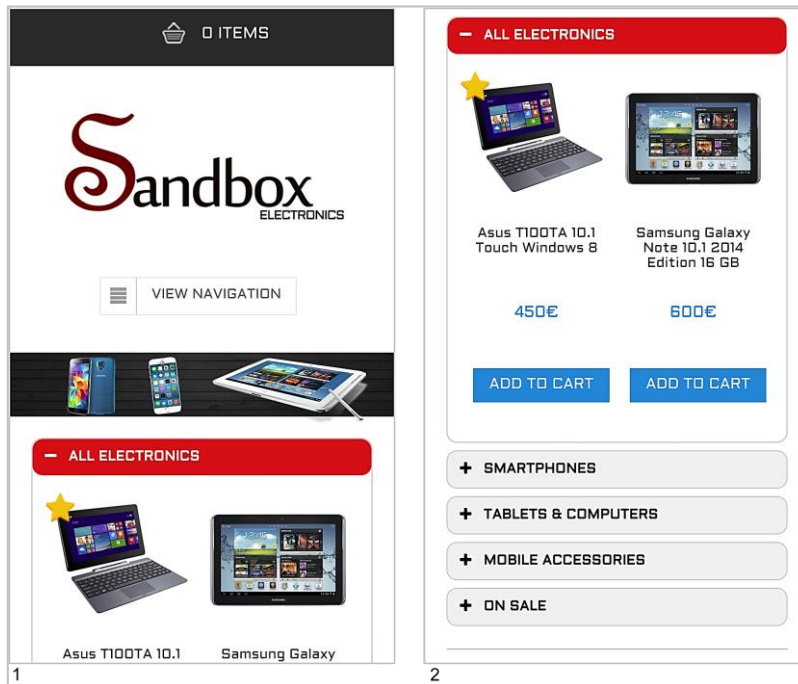 0 ITEMS
Sandbox
ELECTRONICS
VIEW NAVIGATION
ALL ELECTRONICS
Asus T100TA 10.1
Samsung Galaxy
1
ALL ELECTRONICS
Asus T100TA 10.1
Touch Windows 8
Samsung Galaxy
Note 10.1 2014
Edition 16 GB
450€
600€
ADD TO CART
ADD TO CART
SMARTPHONES
TABLETS & COMPUTERS
MOBILE ACCESSORIES
ON SALE
2